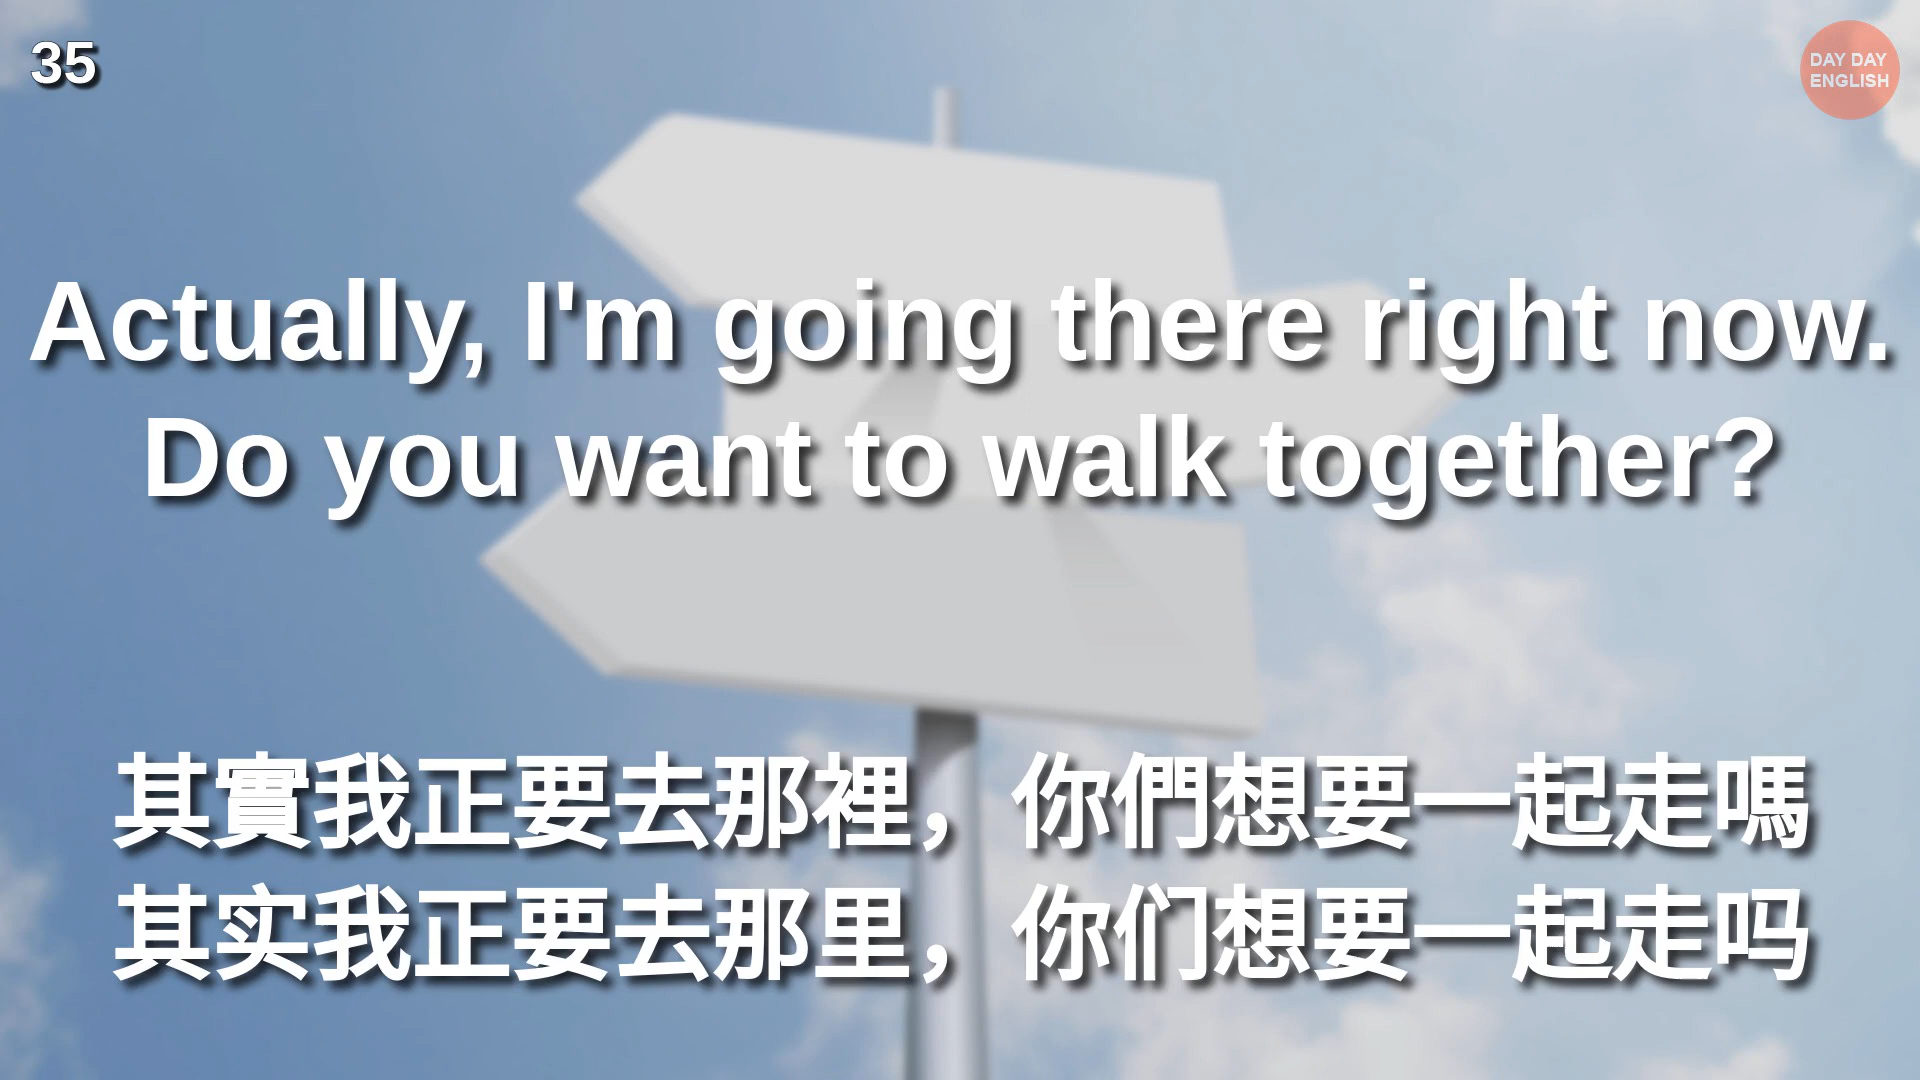 35
DAY DAY
ENGLISH
Actually, I'm going there right now.
Do you want to walk together?
其實我正要去那裡，你們想要一起走嗎
其实我正要去那里，你们想要一起走吗